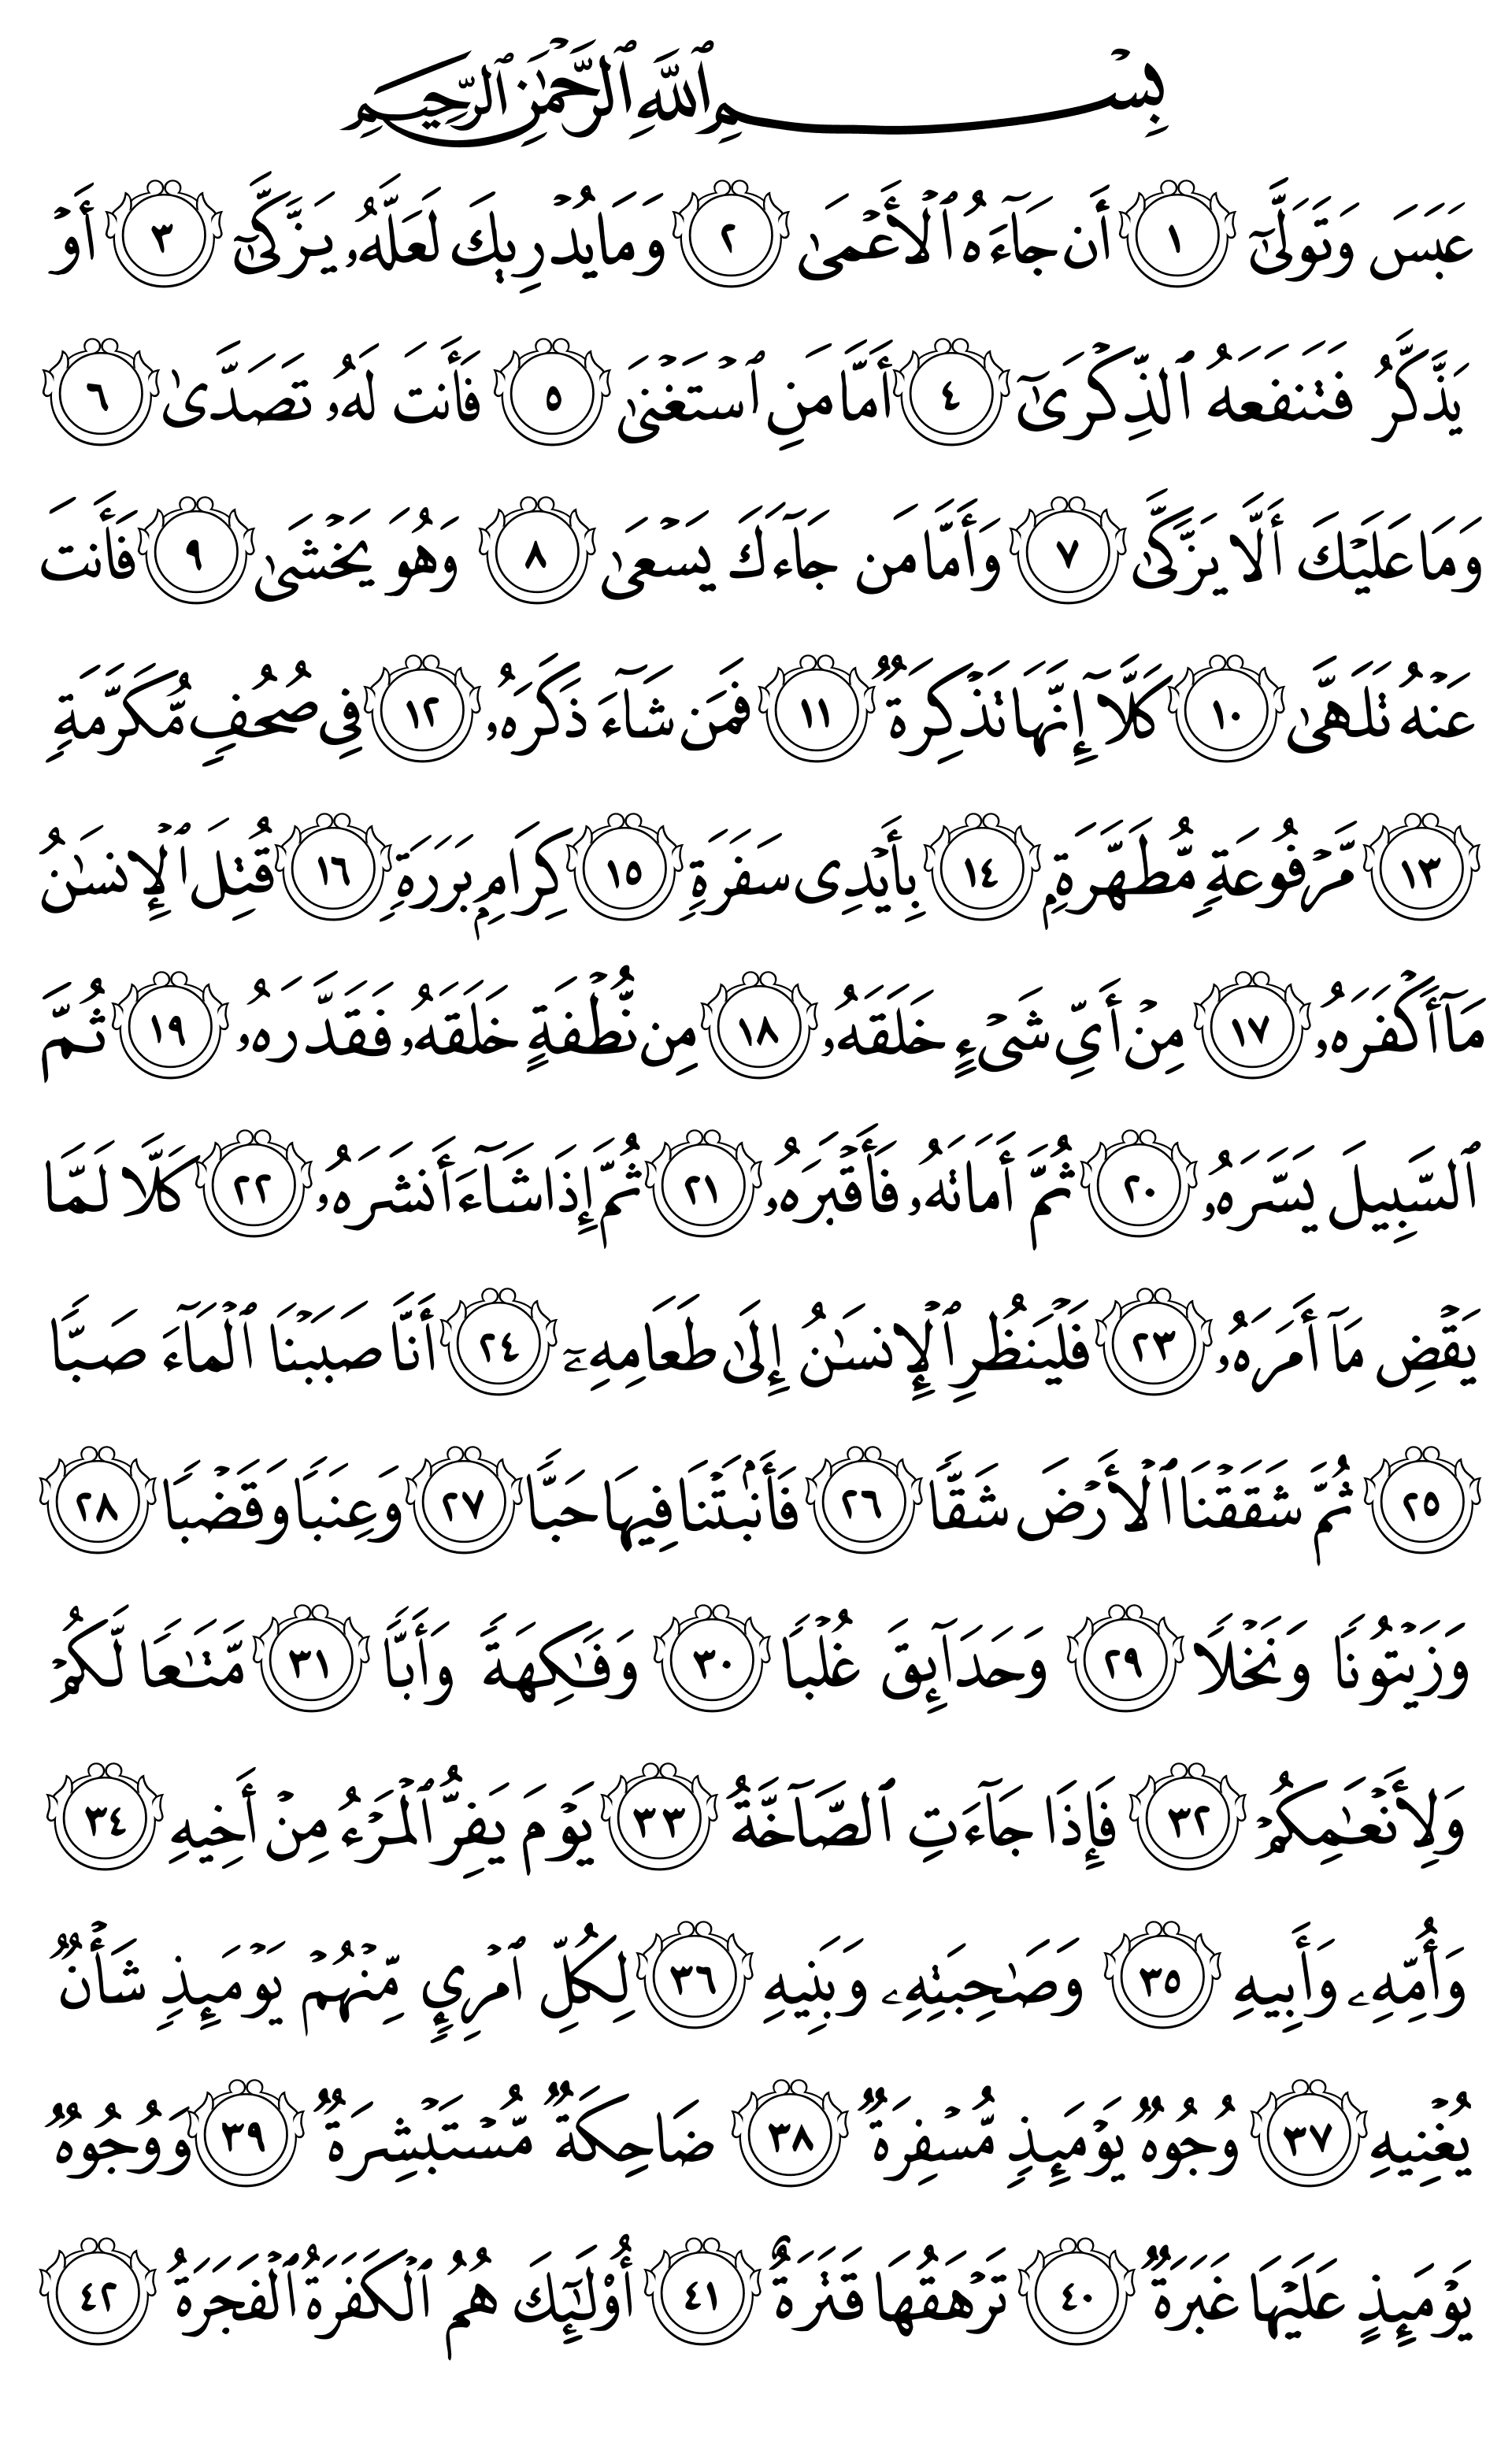 بِسْمِ ٱللَّهِ ٱلرَّحْمَٰنِ ٱلرَّحِيمِ
عَبَسَ وَتَوَلَّىٰٓ ١ أَن جَآءَهُ ٱلْأَعْمَىٰ ٢ وَمَا يُدْرِيكَ لَعَلَّهُۥ يَزَّكَّىٰٓ ٣ أَوْ
يَذَّكَّرُ فَتَنفَعَهُ ٱلذِّكْرَىٰٓ ٤ أَمَّا مَنِ ٱسْتَغْنَىٰ ٥ فَأَنتَ لَهُۥ تَصَدَّىٰ ٦
وَمَا عَلَيْكَ أَلَّا يَزَّكَّىٰ ٧ وَأَمَّا مَن جَآءَكَ يَسْعَىٰ ٨ وَهُوَ يَخْشَىٰ ٩ فَأَنتَ
عَنْهُ تَلَهَّىٰ ١٠ كَلَّآ إِنَّهَا تَذْكِرَةٌ ١١ فَمَن شَآءَ ذَكَرَهُۥ ١٢ فِى صُحُفٍ مُّكَرَّمَةٍ
١٣ مَّرْفُوعَةٍ مُّطَهَّرَةٍۭ ١٤ بِأَيْدِى سَفَرَةٍ ١٥ كِرَامٍۭ بَرَرَةٍ ١٦ قُتِلَ ٱلْإِنسَٰنُ
مَآ أَكْفَرَهُۥ ١٧ مِنْ أَىِّ شَىْءٍ خَلَقَهُۥ ١٨ مِن نُّطْفَةٍ خَلَقَهُۥ فَقَدَّرَهُۥ ١٩ ثُمَّ
ٱلسَّبِيلَ يَسَّرَهُۥ ٢٠ ثُمَّ أَمَاتَهُۥ فَأَقْبَرَهُۥ ٢١ ثُمَّ إِذَا شَآءَ أَنشَرَهُۥ ٢٢ كَلَّا لَمَّا
يَقْضِ مَآ أَمَرَهُۥ ٢٣ فَلْيَنظُرِ ٱلْإِنسَٰنُ إِلَىٰ طَعَامِهِۦٓ ٢٤ أَنَّا صَبَبْنَا ٱلْمَآءَ صَبًّا
٢٥ ثُمَّ شَقَقْنَا ٱلْأَرْضَ شَقًّا ٢٦ فَأَنۢبَتْنَا فِيهَا حَبًّا ٢٧ وَعِنَبًا وَقَضْبًا ٢٨
وَزَيْتُونًا وَنَخْلًا ٢٩ وَحَدَآئِقَ غُلْبًا ٣٠ وَفَٰكِهَةً وَأَبًّا ٣١ مَّتَٰعًا لَّكُمْ
وَلِأَنْعَٰمِكُمْ ٣٢ فَإِذَا جَآءَتِ ٱلصَّآخَّةُ ٣٣ يَوْمَ يَفِرُّ ٱلْمَرْءُ مِنْ أَخِيهِ ٣٤
وَأُمِّهِۦ وَأَبِيهِ ٣٥ وَصَٰحِبَتِهِۦ وَبَنِيهِ ٣٦ لِكُلِّ ٱمْرِئٍ مِّنْهُمْ يَوْمَئِذٍ شَأْنٌ
يُغْنِيهِ ٣٧ وُجُوهٌ يَوْمَئِذٍ مُّسْفِرَةٌ ٣٨ ضَاحِكَةٌ مُّسْتَبْشِرَةٌ ٣٩ وَوُجُوهٌ
يَوْمَئِذٍ عَلَيْهَا غَبَرَةٌ ٤٠ تَرْهَقُهَا قَتَرَةٌ ٤١ أُو۟لَٰٓئِكَ هُمُ ٱلْكَفَرَةُ ٱلْفَجَرَةُ ٤٢